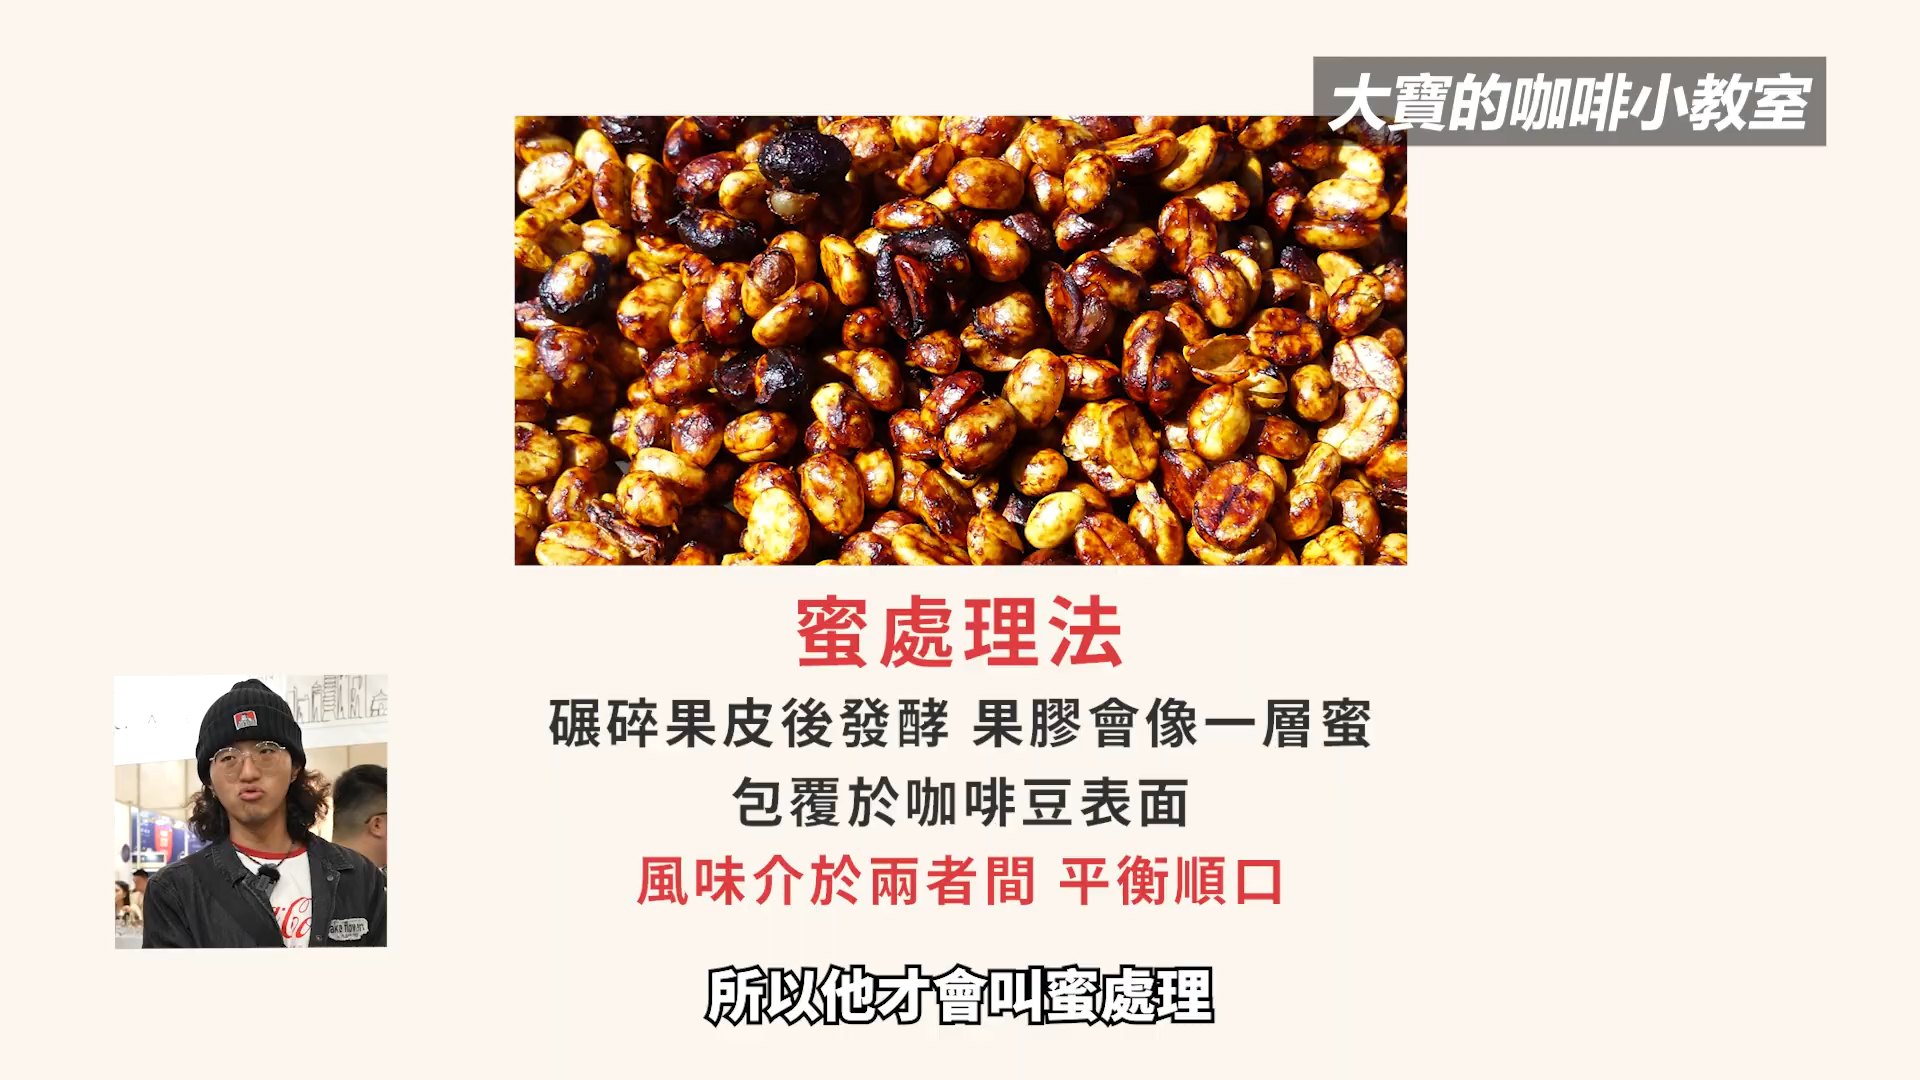 大寶的咖啡小教室
蜜處理法
碾碎果皮後發酵 果膠會像一層蜜
包覆於咖啡豆表面
風味介於兩者間 平衡順口
所以他才會叫蜜處理